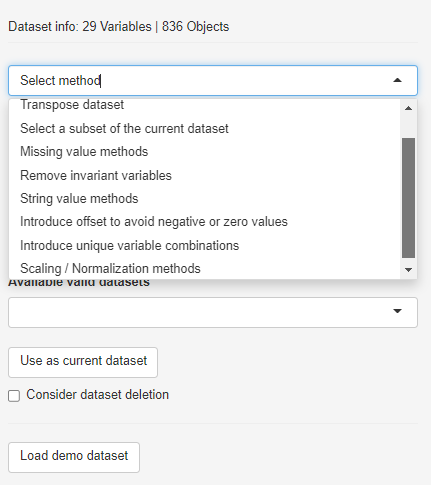 Dataset info: 29 Variables | 836 Objects
Select method
Transpose dataset
Select a subset of the current dataset
Missing value methods
Remove invariant variables
String value methods
Introduce offset to avoid negative or zero values
Introduce unique variable combinations
Scaling / Normalization methods
Available valid datasets
Use as current dataset
Consider dataset deletion
Load demo dataset